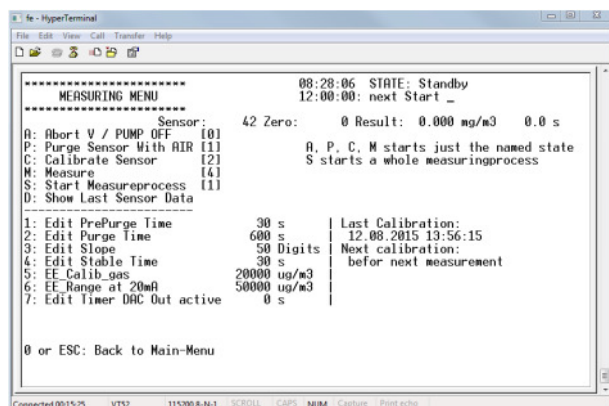 fe - HyperTerminal
File Edit View Call Transfer Help
*********************** 08:28:06 STATE: Standby
MEASURING MENU 12:00:00: next Start _
***********************
Sensor: 42 Zero: 0 Result: 0.000 mg/m3 0.0 s
A: Abort V / PUMP OFF [0]
P: Purge Sensor With AIR [1] A, P, C, M starts just the named state
C: Calibrate Sensor [2] S starts a whole measuringprocess
M: Measure [4]
S: Start Measureprocess [1]
D: Show Last Sensor Data
------------------------
1: Edit PrePurge Time 30 s | Last Calibration:
2: Edit Purge Time 600 s | 12.08.2015 13:56:15
3: Edit Slope 50 Digits | Next calibration:
4: Edit Stable Time 30 s | befor next measurement
5: EE_Calib_gas 20000 ug/m3 |
6: EE_Range at 20mA 50000 ug/m3 |
7: Edit Timer DAC Out active 0 s |
0 or ESC: Back to Main-Menu
Connected 00:15:25 VT52 115200 8-N-1 SCROLL CAPS NUM Capture Print echo